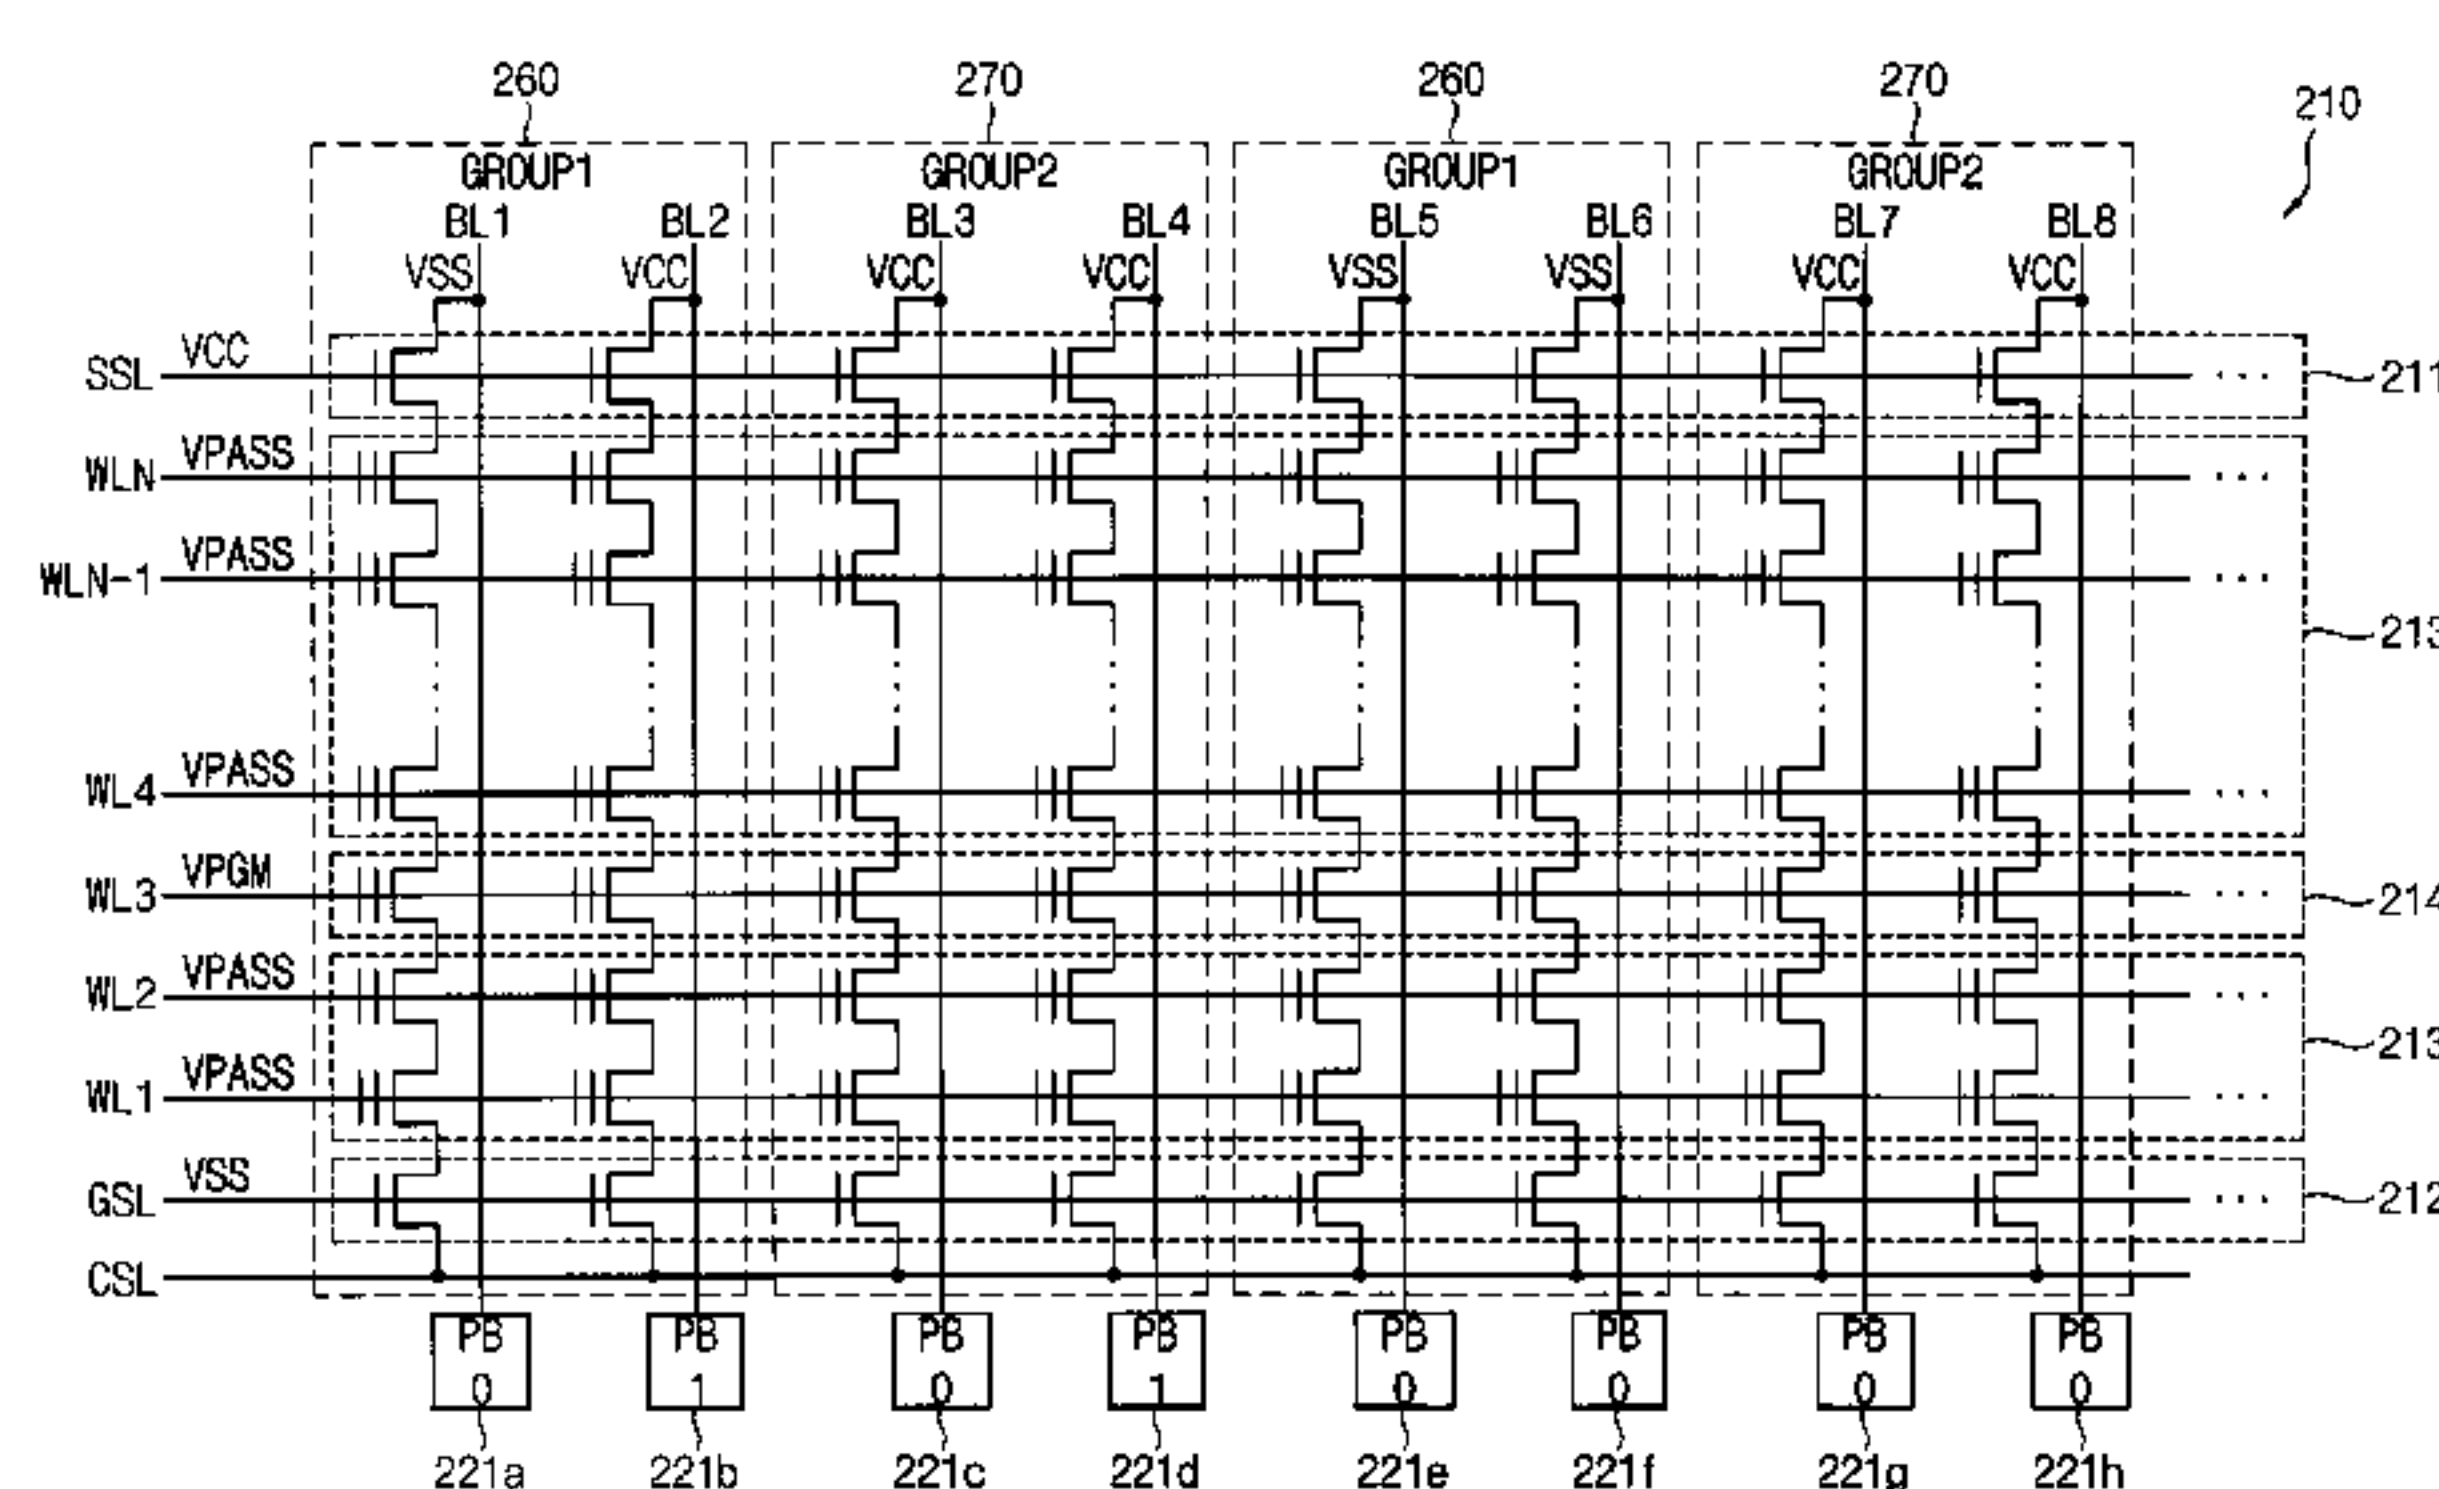 260 270 260 270
210
GROUP1 GROUP2 GROUP1 GROUP2
BL1 BL2 BL3 BL4 BL5 BL6 BL7 BL8
VSS VCC VCC VCC VSS VSS VCC VCC
SSL VCC ... 211
WLN VPASS ...
WLN-1 VPASS ...
213
WL4 VPASS ...
WL3 VPGM ... 214
WL2 VPASS ...
213
WL1 VPASS ...
GSL VSS ... 212
CSL
PB PB PB PB PB PB PB PB
0 1 0 1 0 0 0 0
221a 221b 221c 221d 221e 221f 221g 221h